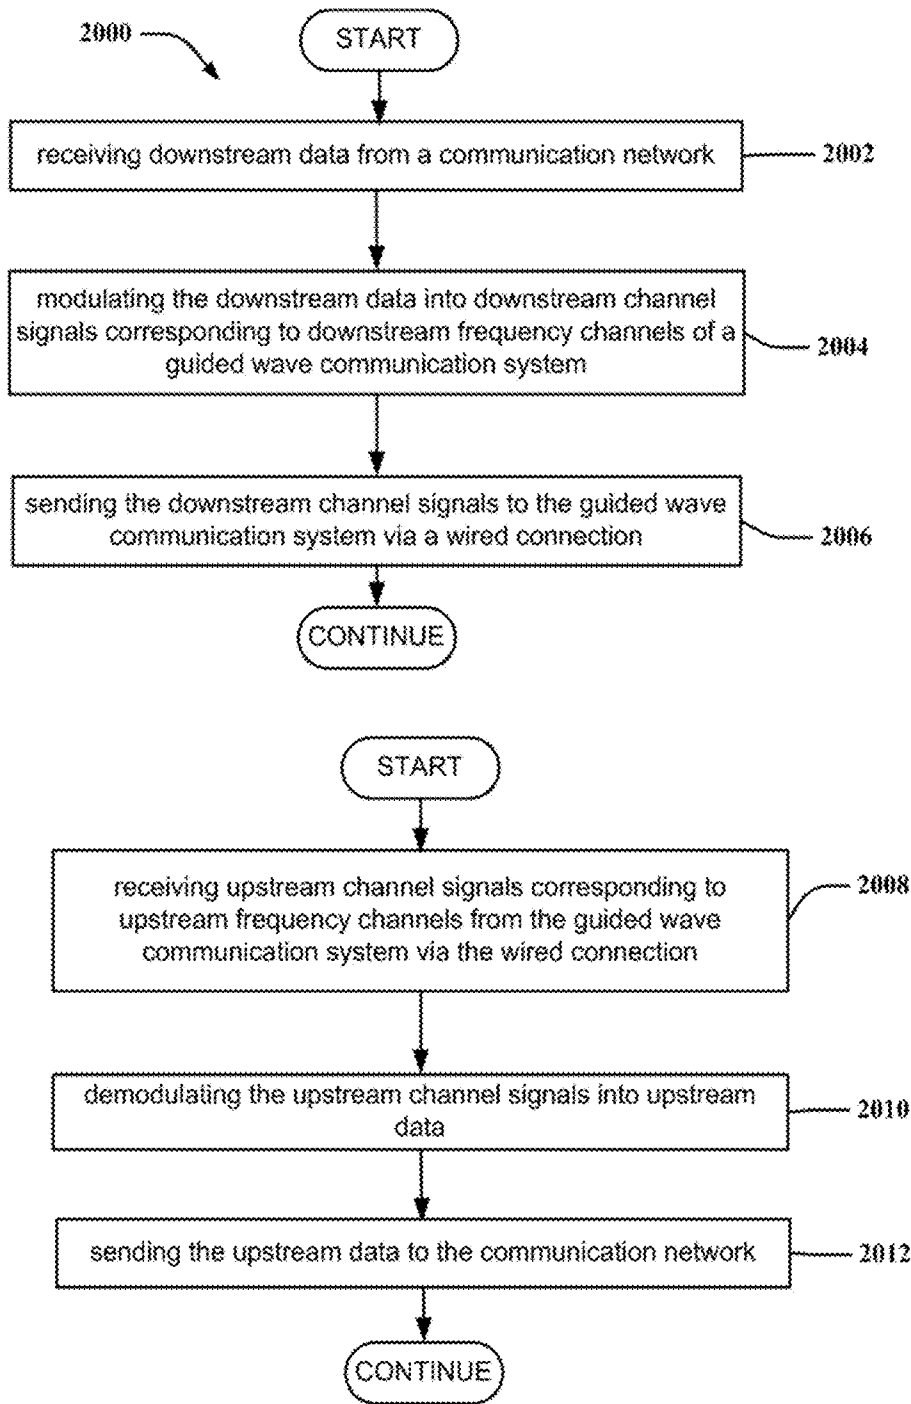 2000
START
receiving downstream data from a communication network
2002
modulating the downstream data into downstream channel
signals corresponding to downstream frequency channels of a
guided wave communication system
2004
sending the downstream channel signals to the guided wave
communication system via a wired connection
2006
CONTINUE
START
receiving upstream channel signals corresponding to
upstream frequency channels from the guided wave
communication system via the wired connection
2008
demodulating the upstream channel signals into upstream
data
2010
sending the upstream data to the communication network
2012
CONTINUE